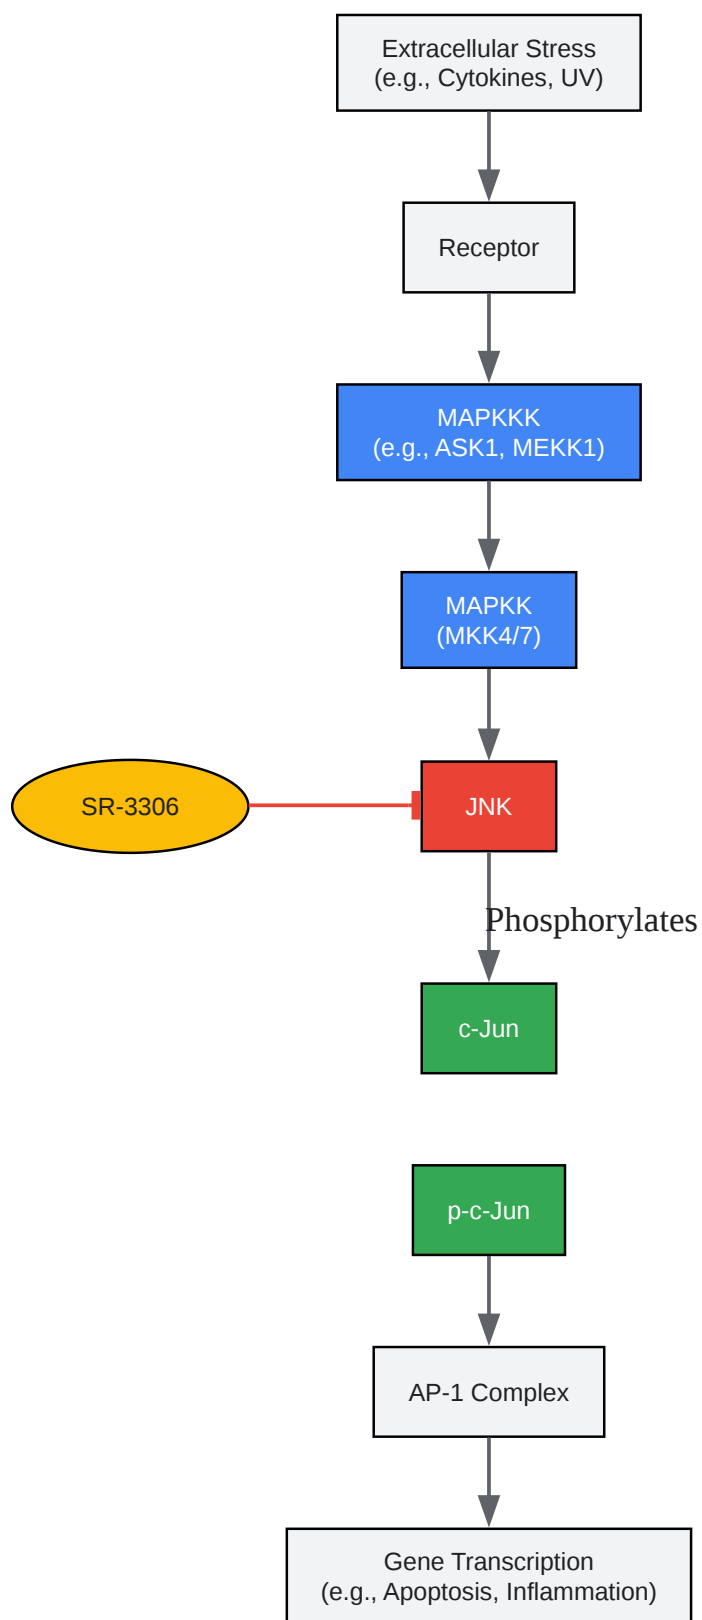 Extracellular Stress
(e.g., Cytokines, UV)
Receptor
MAPKKK
(e.g., ASK1, MEKK1)
MAPKK
(MKK4/7)
SR-3306
JNK
Phosphorylates
c-Jun
p-c-Jun
AP-1 Complex
Gene Transcription
(e.g., Apoptosis, Inflammation)